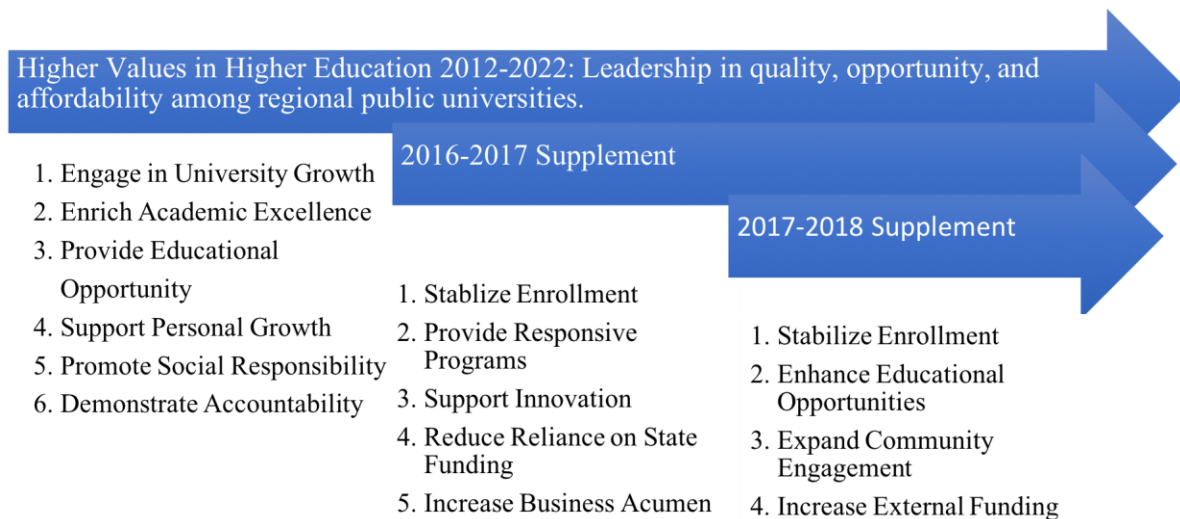 Higher Values in Higher Education 2012-2022: Leadership in quality, opportunity, and
affordability among regional public universities.
1. Engage in University Growth
2. Enrich Academic Excellence
3. Provide Educational
Opportunity
4. Support Personal Growth
5. Promote Social Responsibility
6. Demonstrate Accountability
2016-2017 Supplement
1. Stablize Enrollment
2. Provide Responsive
Programs
3. Support Innovation
4. Reduce Reliance on State
Funding
5. Increase Business Acumen
2017-2018 Supplement
1. Stabilize Enrollment
2. Enhance Educational
Opportunities
3. Expand Community
Engagement
4. Increase External Funding